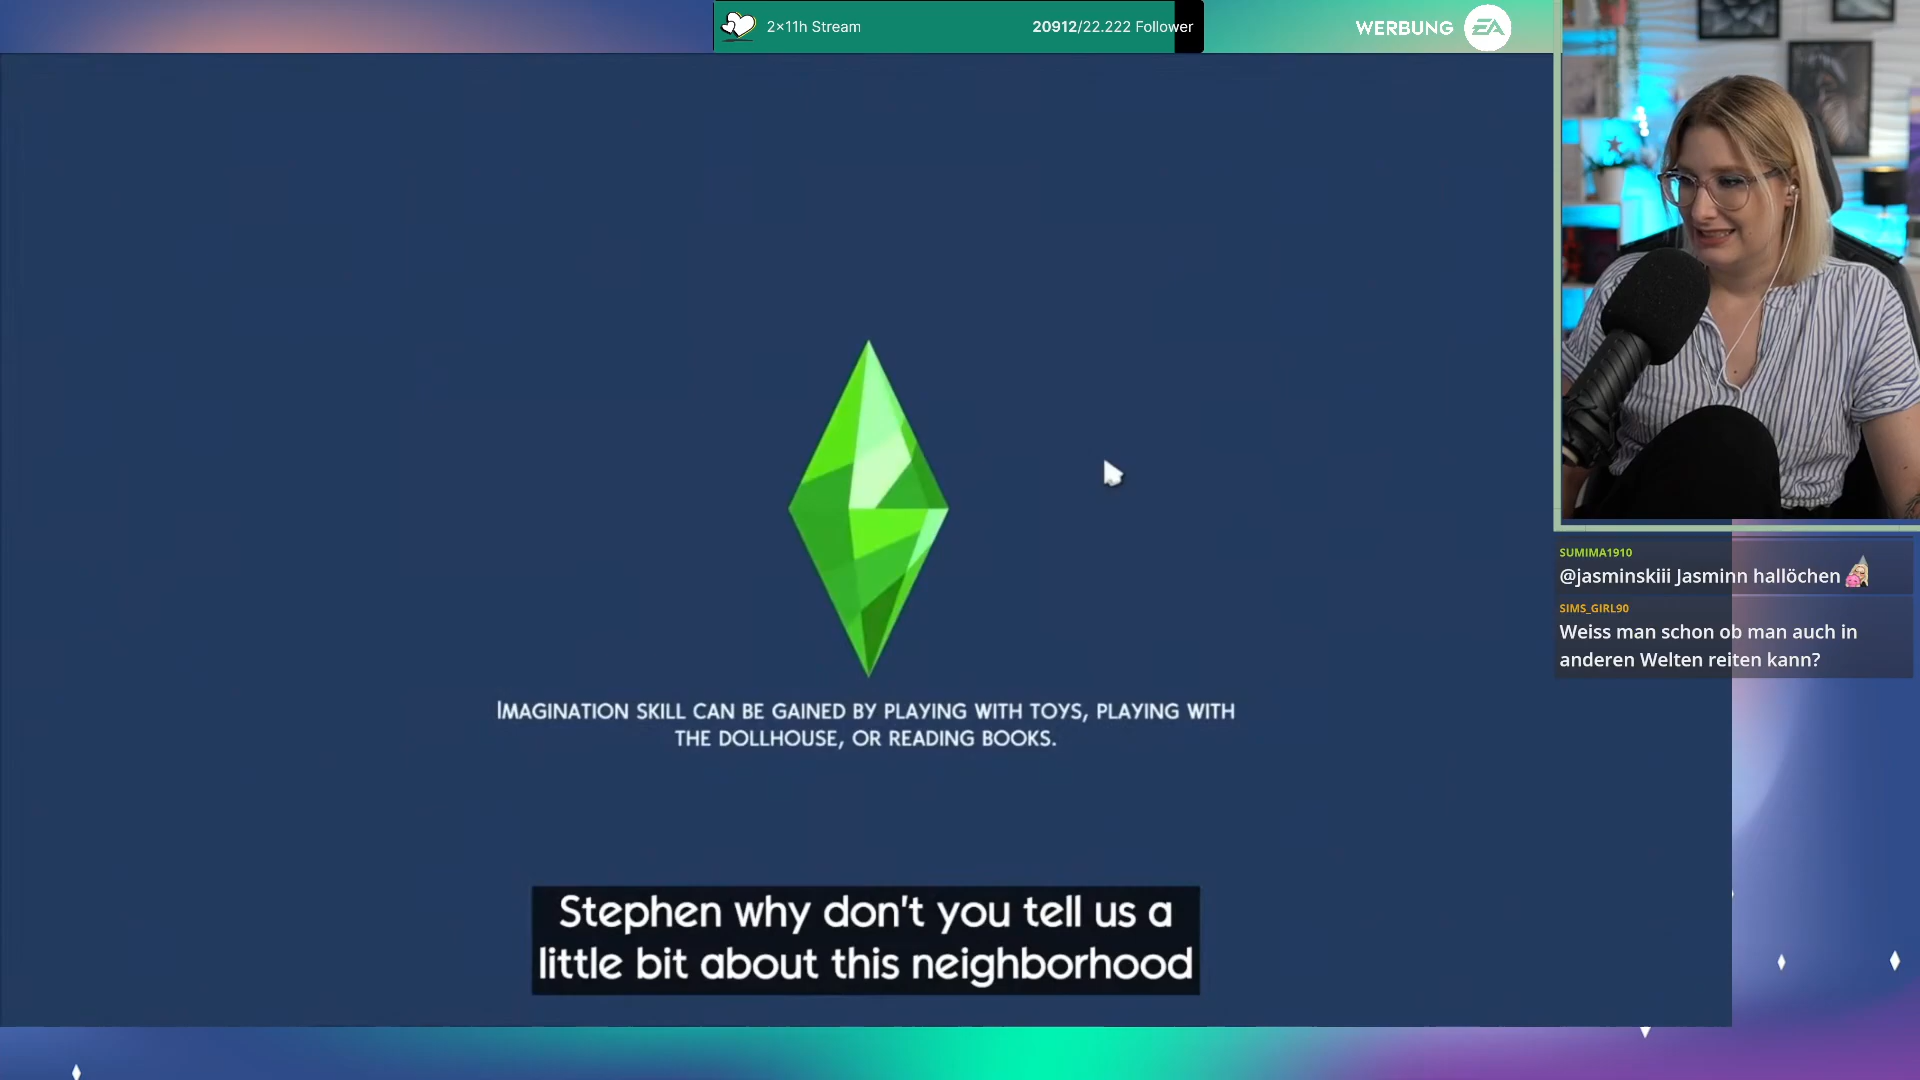 2×11h Stream
20912/22.222 Follower
WERBUNG
EA
SUMIMA1910
@jasminskiii Jasminn hallöchen
SIMS_GIRL90
Weiss man schon ob man auch in
anderen Welten reiten kann?
IMAGINATION SKILL CAN BE GAINED BY PLAYING WITH TOYS, PLAYING WITH
THE DOLLHOUSE, OR READING BOOKS.
Stephen why don't you tell us a
little bit about this neighborhood